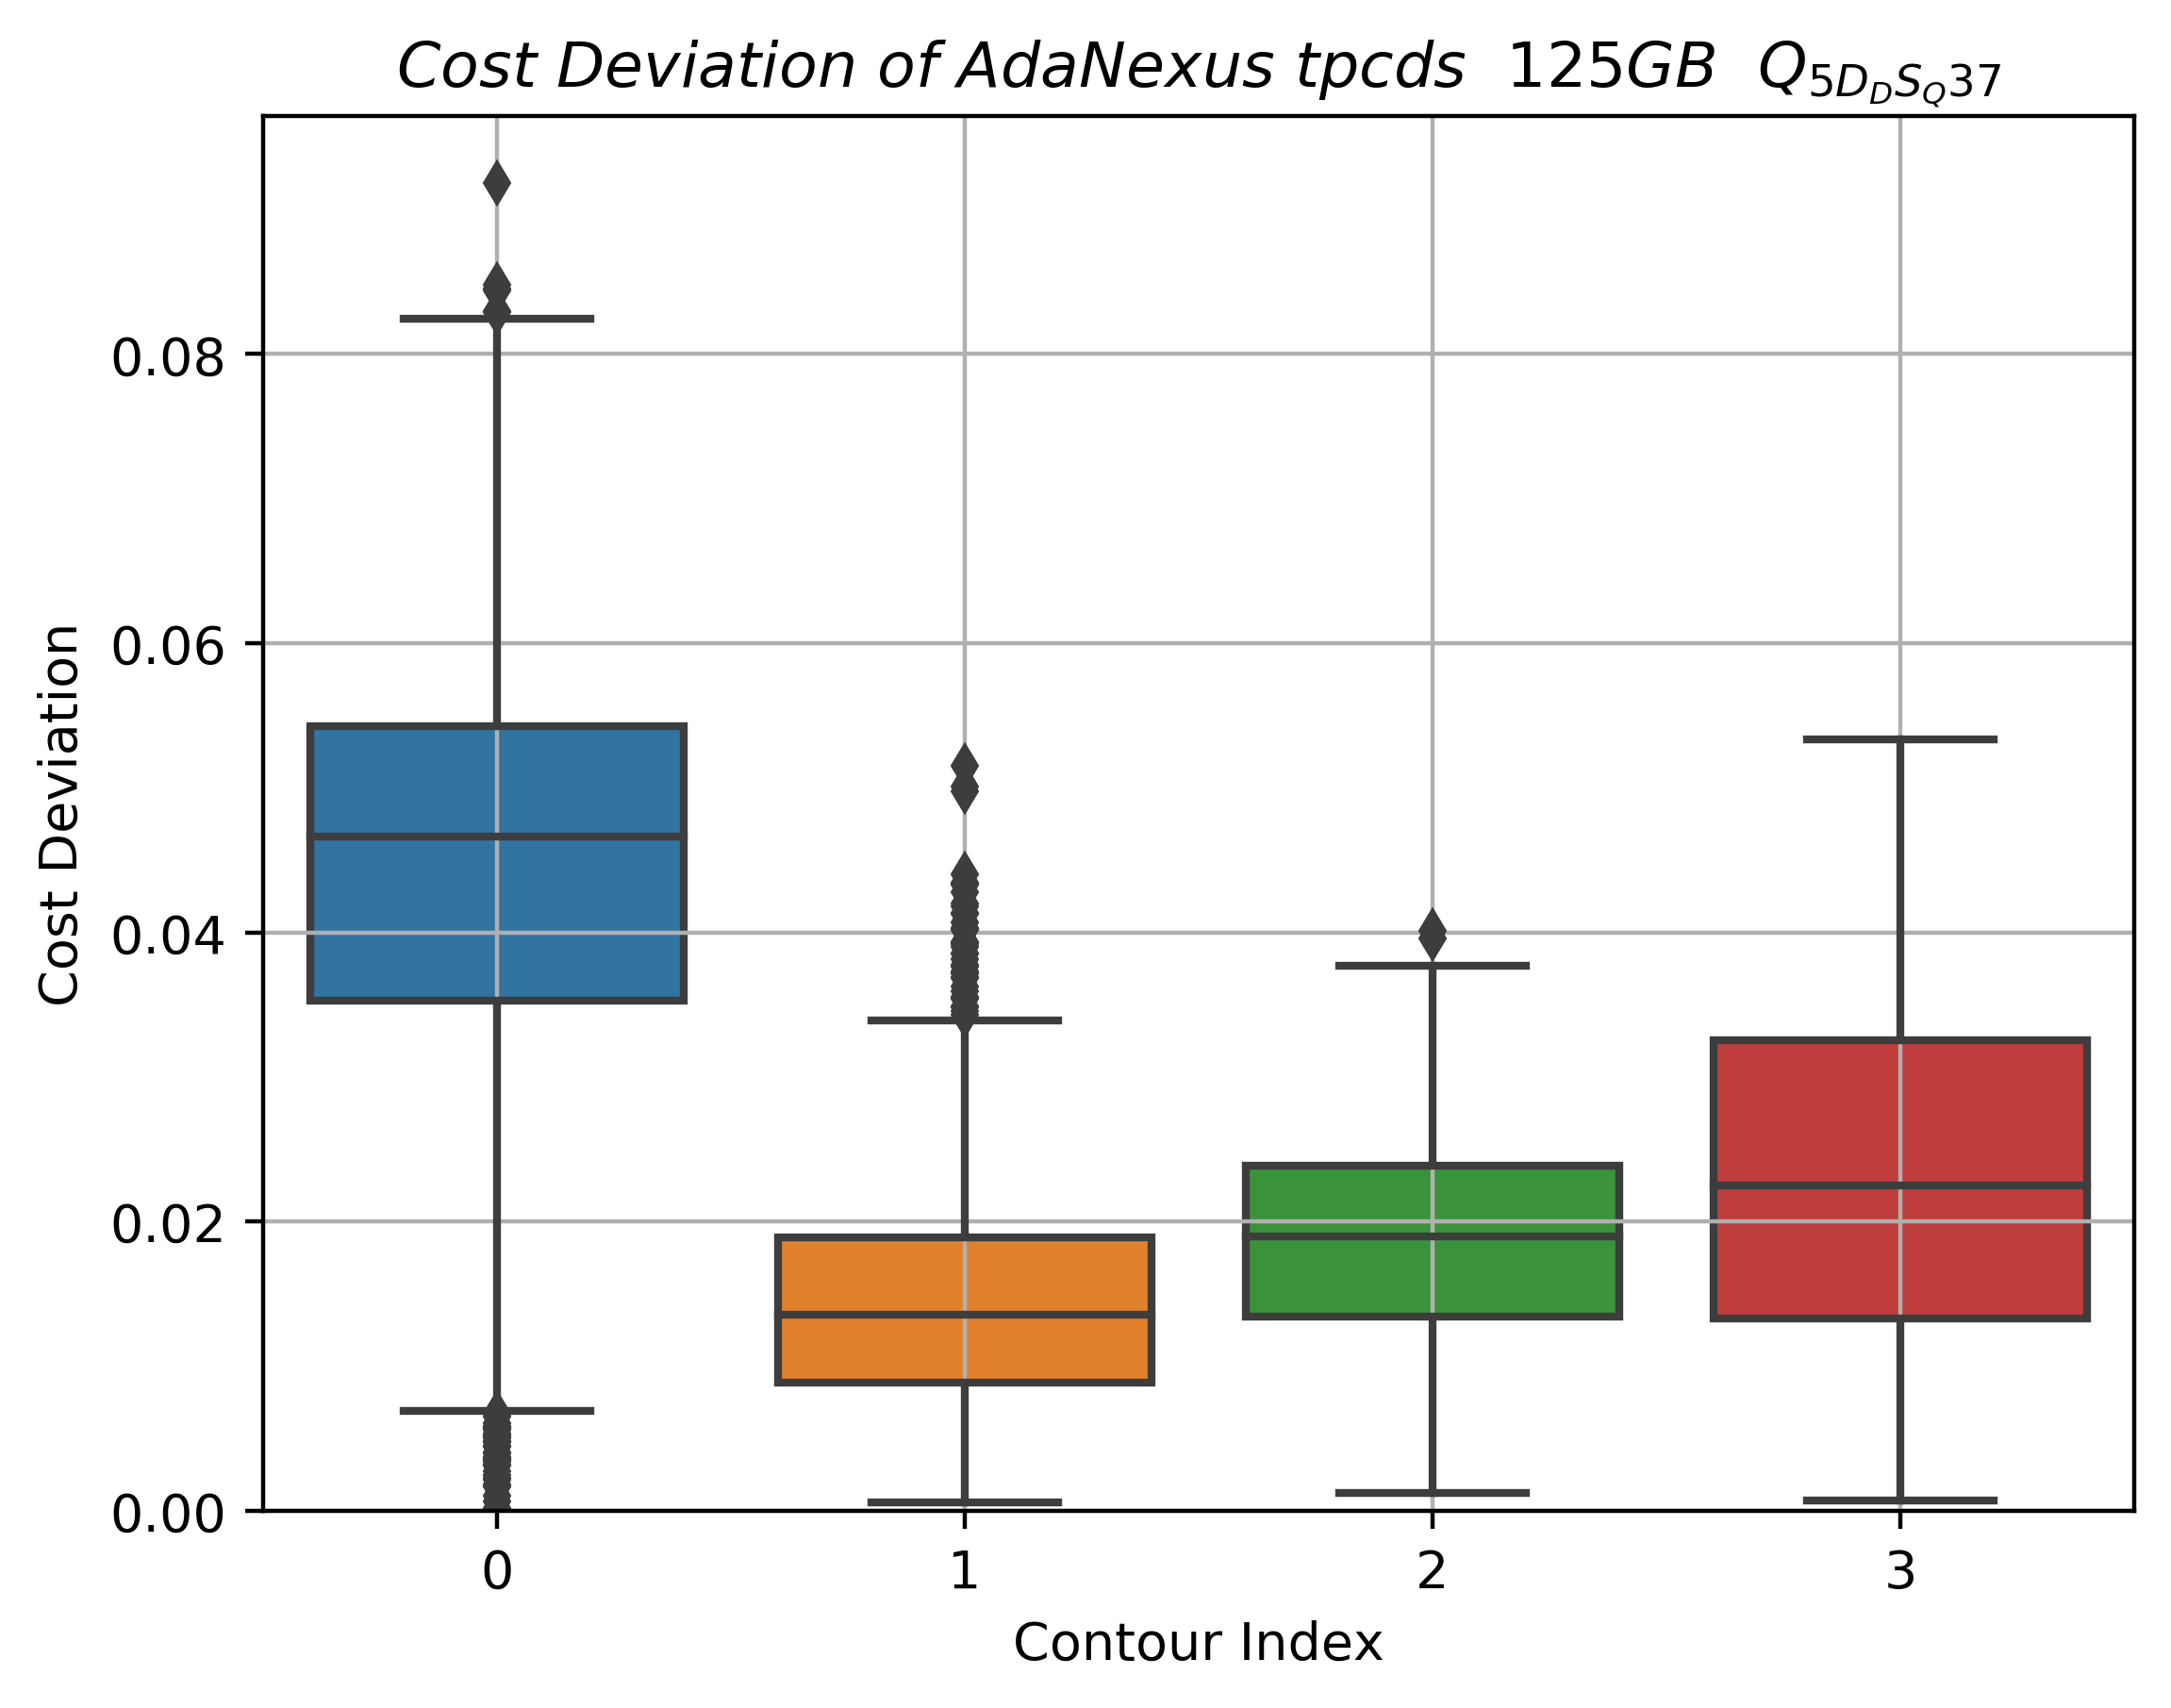 Cost Deviation of AdaNexus tpcds 125GB Q5DDSQ37
0.08
0.06
0.04
0.02
0.00
Cost Deviation
0 1 2 3
Contour Index